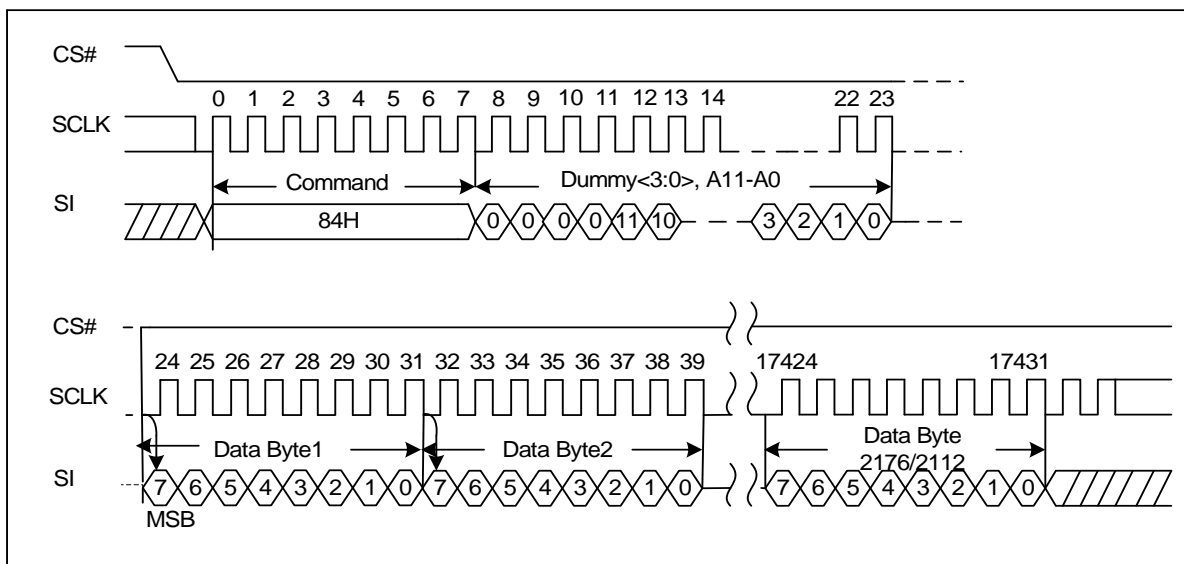 CS#
0 1 2 3 4 5 6 7 8 9 10 11 12 13 14 22 23
SCLK
Command Dummy<3:0>, A11-A0
SI
84H 0 0 0 0 11 10 3 2 1 0
CS#
24 25 26 27 28 29 30 31 32 33 34 35 36 37 38 39 17424 17431
SCLK
Data Byte1 Data Byte2 Data Byte
2176/2112
SI
7 6 5 4 3 2 1 0 7 6 5 4 3 2 1 0 7 6 5 4 3 2 1 0
MSB